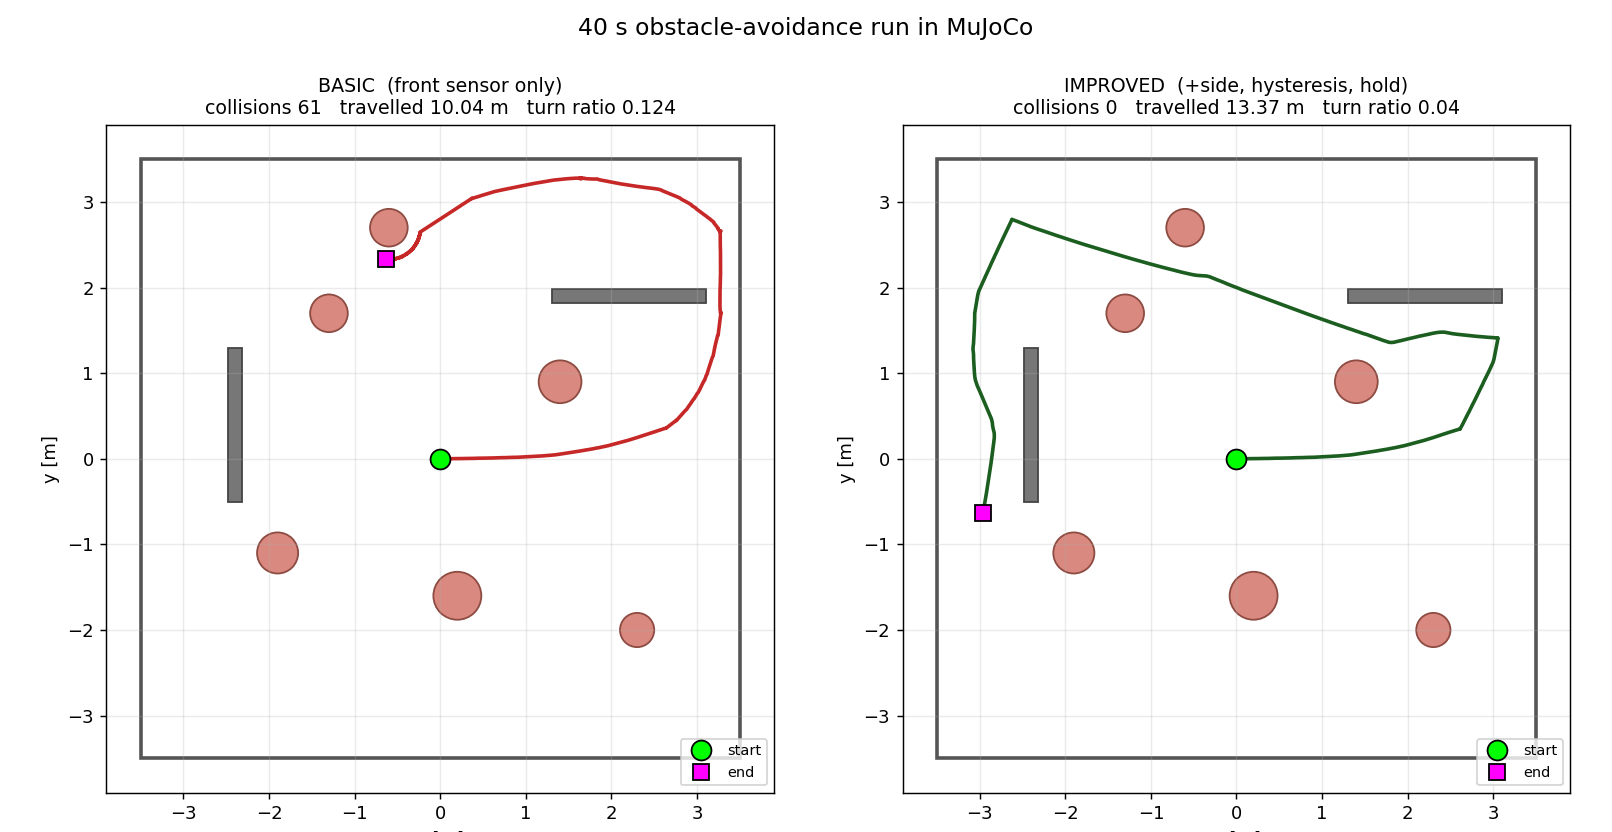 40 s obstacle-avoidance run in MuJoCo
BASIC (front sensor only)
collisions 61 travelled 10.04 m turn ratio 0.124
y [m]
3
2
1
0
−1
−2
−3
−3 −2 −1 0 1 2 3
start
end
IMPROVED (+side, hysteresis, hold)
collisions 0 travelled 13.37 m turn ratio 0.04
y [m]
3
2
1
0
−1
−2
−3
−3 −2 −1 0 1 2 3
start
end